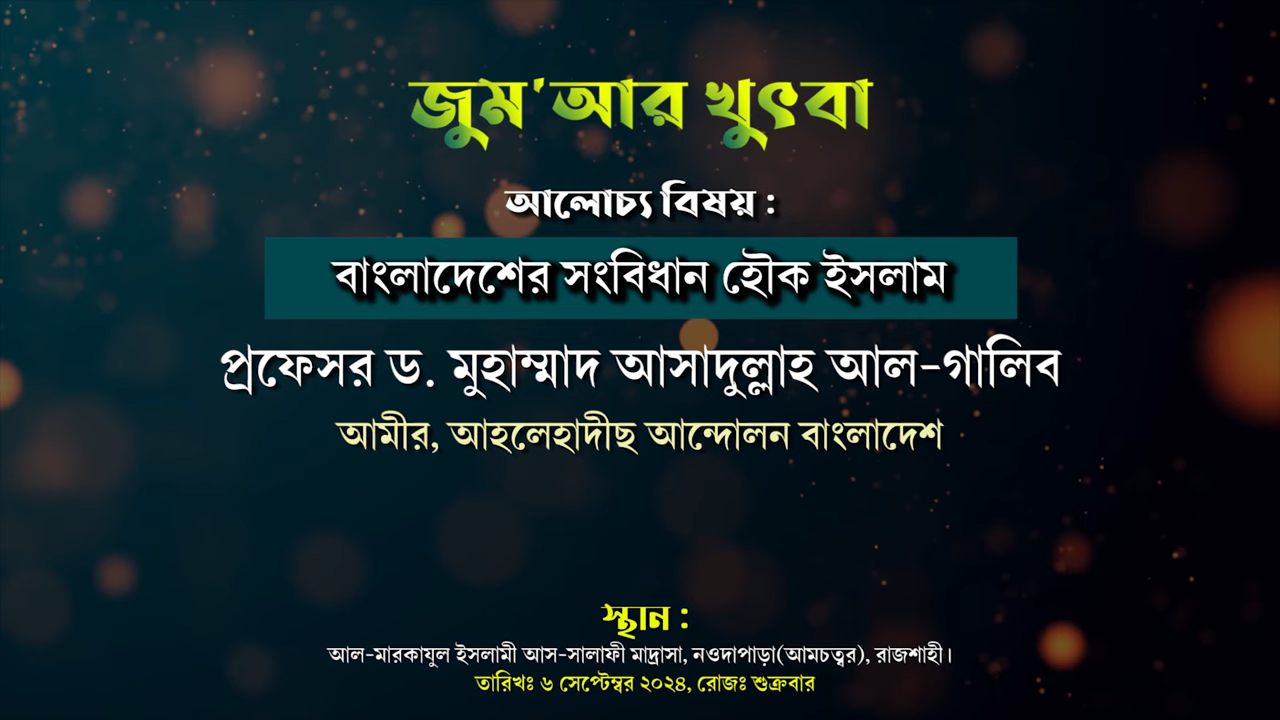 জুম'আর খুৎবা
আলোচ্য বিষয় :
বাংলাদেশের সংবিধান হৌক ইসলাম
প্রফেসর ড. মুহাম্মাদ আসাদুল্লাহ আল-গালিব
আমীর, আহলেহাদীছ আন্দোলন বাংলাদেশ
স্থান :
আল-মারকাযুল ইসলামী আস-সালাফী মাদ্রাসা, নওদাপাড়া(আমচত্বর), রাজশাহী।
তারিখঃ ৬ সেপ্টেম্বর ২০২৪, রোজঃ শুক্রবার